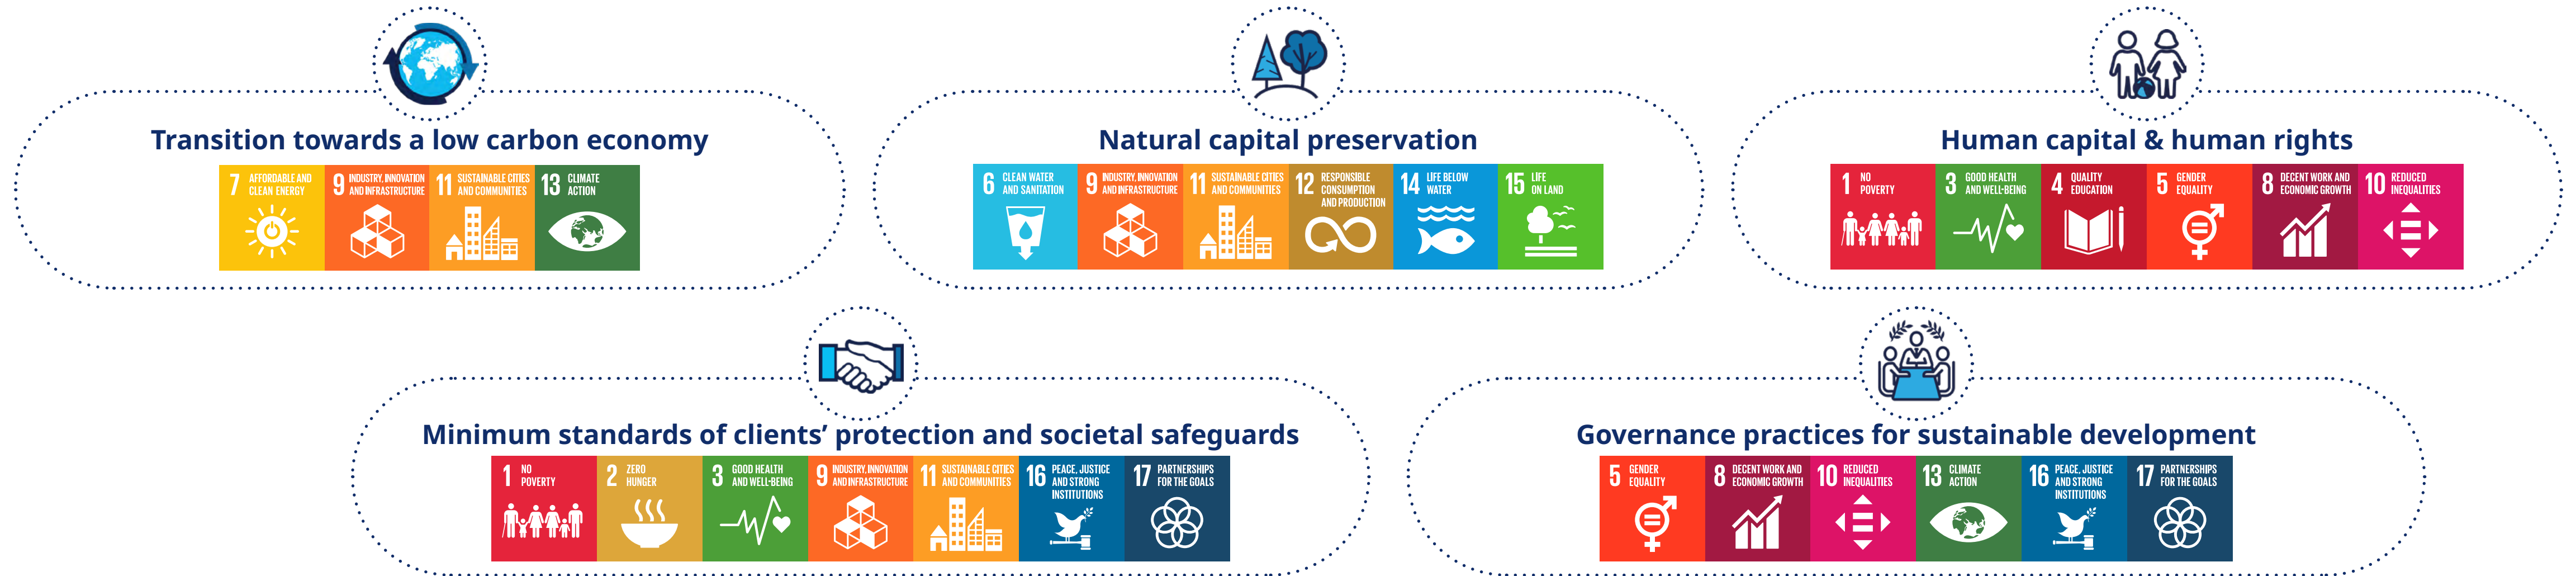 Transition towards a low carbon economy
7 AFFORDABLE AND
CLEAN ENERGY
9 INDUSTRY, INNOVATION
AND INFRASTRUCTURE
11 SUSTAINABLE CITIES
AND COMMUNITIES
13 CLIMATE
ACTION
Natural capital preservation
6 CLEAN WATER
AND SANITATION
9 INDUSTRY, INNOVATION
AND INFRASTRUCTURE
11 SUSTAINABLE CITIES
AND COMMUNITIES
12 RESPONSIBLE
CONSUMPTION
AND PRODUCTION
14 LIFE BELOW
WATER
15 LIFE
ON LAND
Human capital & human rights
1 NO
POVERTY
3 GOOD HEALTH
AND WELL-BEING
4 QUALITY
EDUCATION
5 GENDER
EQUALITY
8 DECENT WORK AND
ECONOMIC GROWTH
10 REDUCED
INEQUALITIES
Minimum standards of clients’ protection and societal safeguards
1 NO
POVERTY
2 ZERO
HUNGER
3 GOOD HEALTH
AND WELL-BEING
9 INDUSTRY, INNOVATION
AND INFRASTRUCTURE
11 SUSTAINABLE CITIES
AND COMMUNITIES
16 PEACE, JUSTICE
AND STRONG
INSTITUTIONS
17 PARTNERSHIPS
FOR THE GOALS
Governance practices for sustainable development
5 GENDER
EQUALITY
8 DECENT WORK AND
ECONOMIC GROWTH
10 REDUCED
INEQUALITIES
13 CLIMATE
ACTION
16 PEACE, JUSTICE
AND STRONG
INSTITUTIONS
17 PARTNERSHIPS
FOR THE GOALS